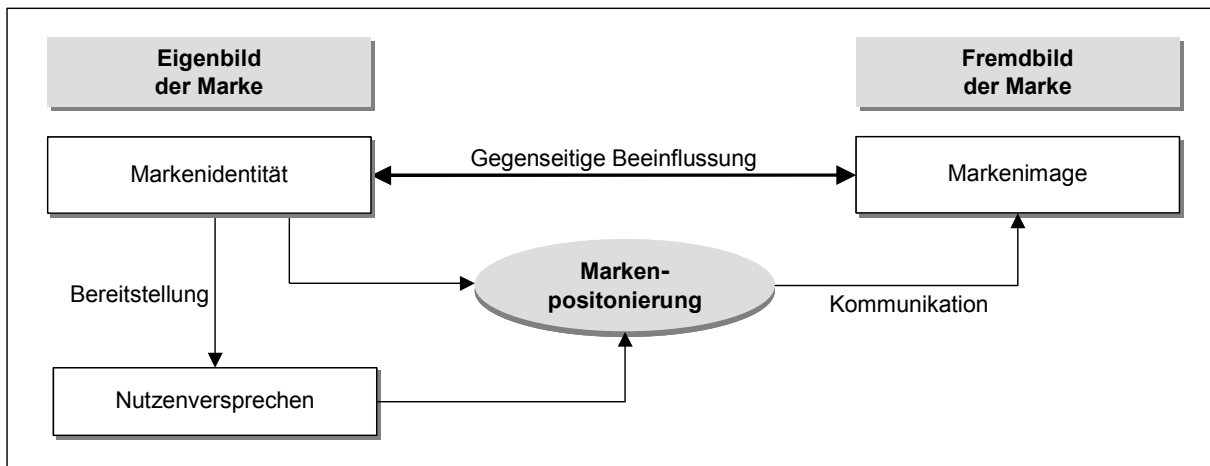 Eigenbild
der Marke
Fremdbild
der Marke
Markenidentität
Gegenseitige Beeinflussung
Markenimage
Bereitstellung
Marken-
positonierung
Kommunikation
Nutzenversprechen